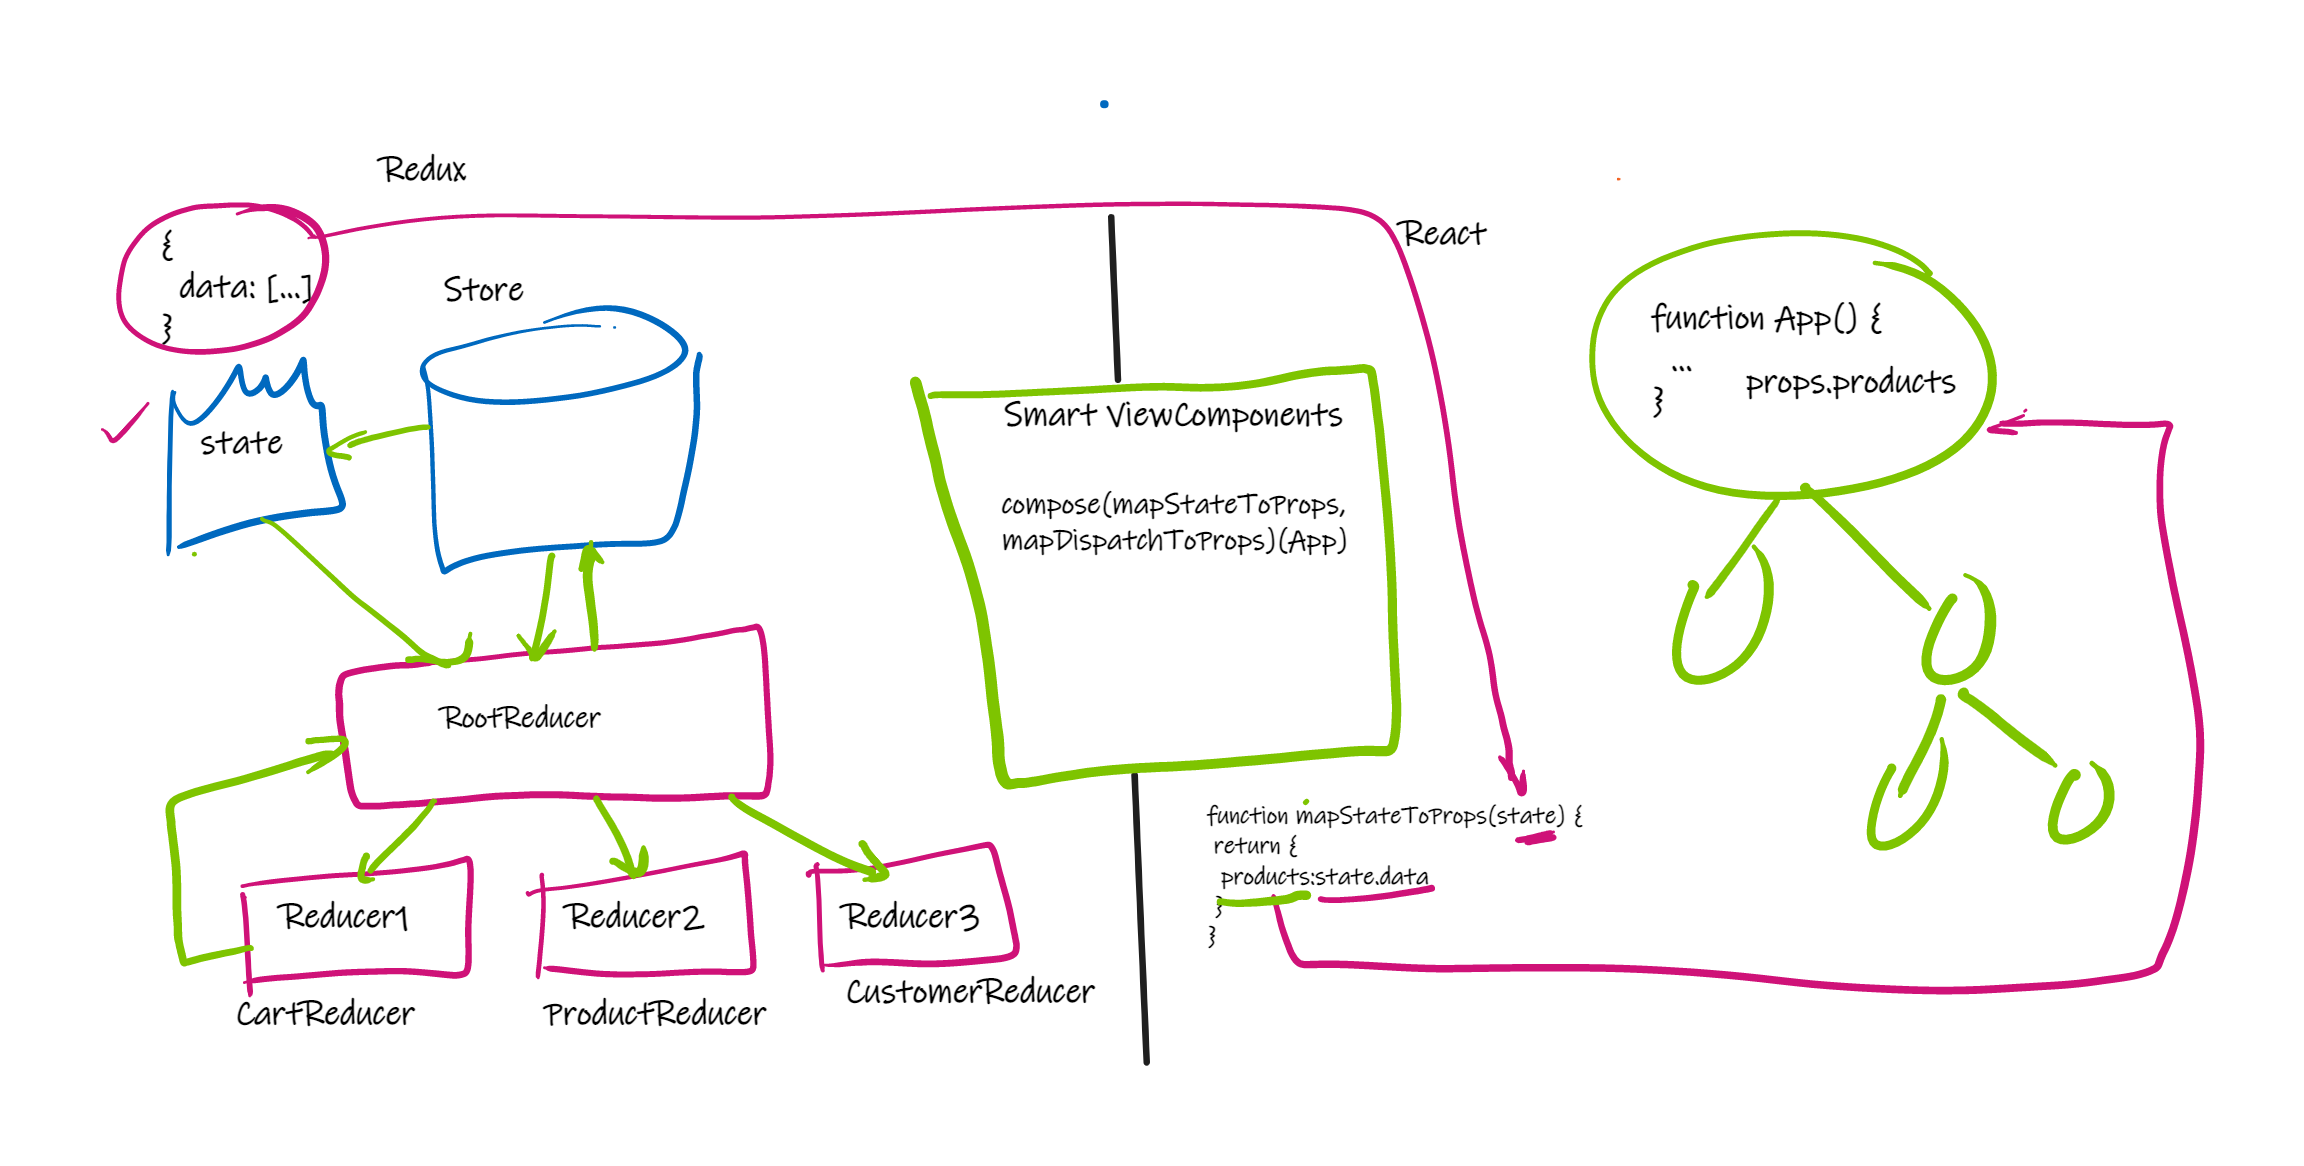 Redux
{
data: [...]
}
Store
state
RootReducer
Reducer1
Reducer2
Reducer3
CartReducer
ProductReducer
CustomerReducer
Smart ViewComponents
compose(mapStateToProps,
mapDispatchToProps)(App)
React
function App() {
...
props.products
}
function mapStateToProps(state) {
return {
products:state.data
}
}